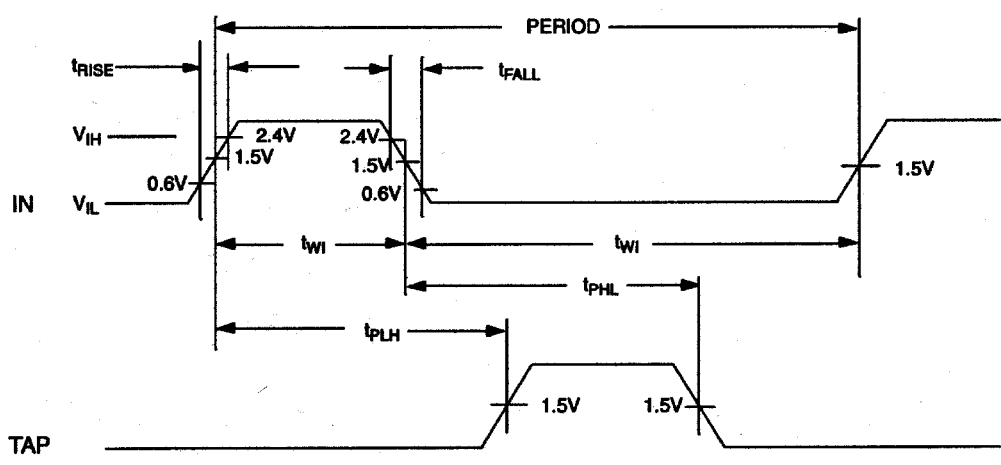 PERIOD
tRISE
tFALL
VIH
2.4V
2.4V
1.5V
1.5V
1.5V
0.6V
0.6V
IN
VIL
tWI
tWI
tPHL
tPLH
1.5V
1.5V
TAP